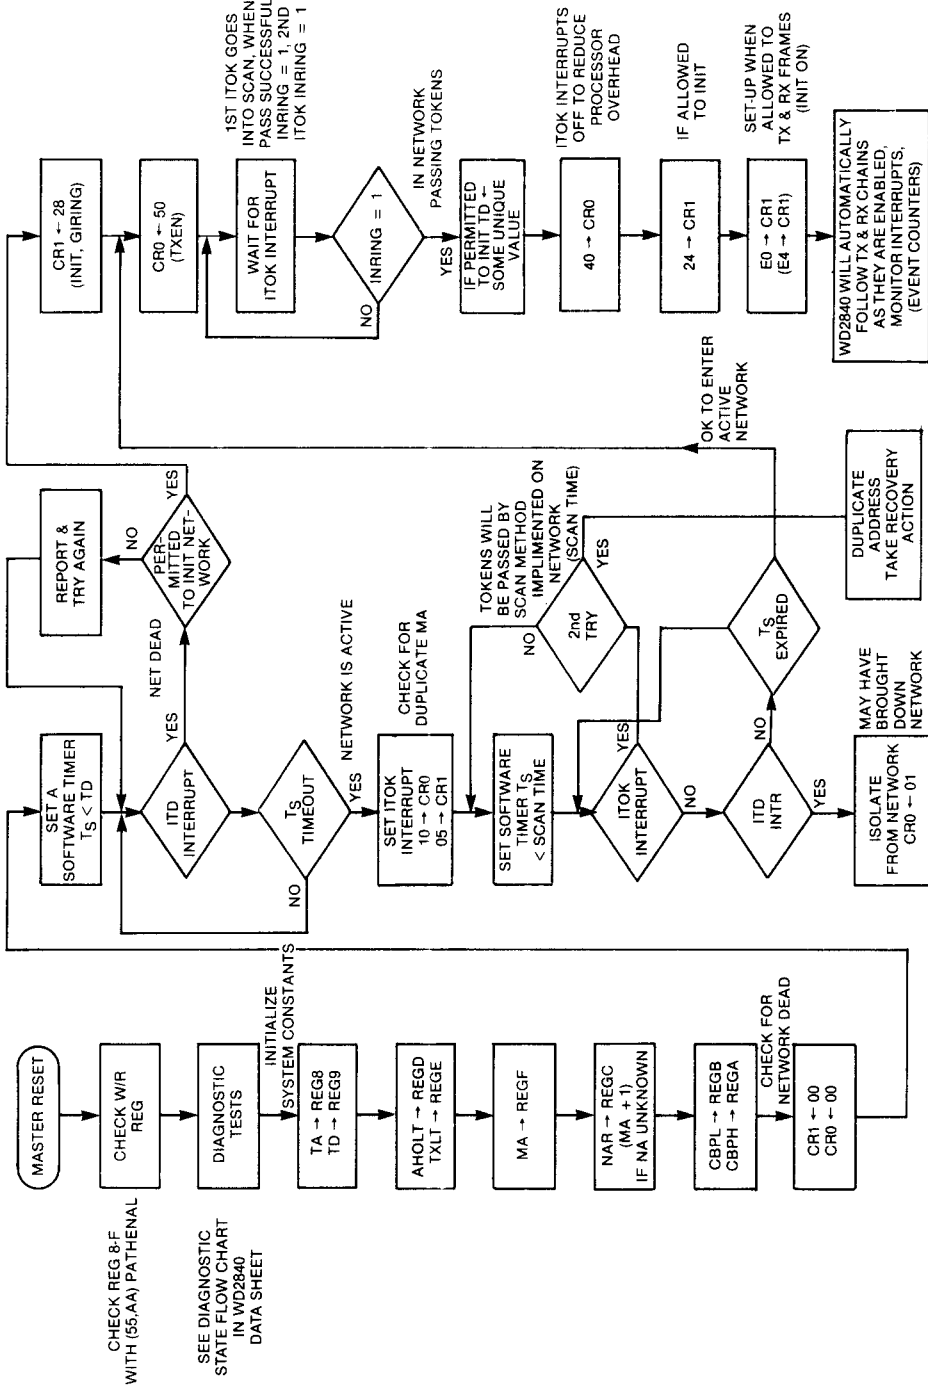 MASTER RESET
CHECK REG 8-F
WITH (55,AA) PATHENAL
CHECKS W/R
REG
SEE DIAGNOSTIC
STATE FLOW CHART
IN WD2840
DATA SHEET
DIAGNOSTIC
TESTS
INITIALIZE
SYSTEM CONSTANTS
TA → REG8
TD → REG9
AHOLT → REGD
TXLT → REGE
MA → REGF
NAR → REGC
(MA + 1)
IF NA UNKNOWN
CBPL → REGB
CBPH → REGA
CHECK FOR
NETWORK DEAD
CR1 ← 00
CR0 ← 00
SET A
SOFTWARE TIMER
TS < TD
ITD
INTERRUPT
YES
NET DEAD
TS
TIMEOUT
NO
YES
NETWORK IS ACTIVE
REPORT &
TRY AGAIN
NO
PER-
MITTED
TO INIT NET-
WORK
YES
SET ITOK
INTERRUPT
10 → CR0
05 → CR1
CHECK FOR
DUPLICATE MA
SET SOFTWARE
TIMER TS
< SCAN TIME
ITOK
INTERRUPT
YES
NO
TOKENS WILL
BE PASSED BY
SCAN METHOD
IMPLIMENTED ON
NETWORK
(SCAN TIME)
NO
2nd
TRY
YES
ITD
INTR
NO
YES
TS
EXPIRED
OK TO ENTER
ACTIVE
NETWORK
ISOLATE
FROM NETWORK
CR0 ← 01
MAY HAVE
BROUGHT
DOWN
NETWORK
DUPLICATE
ADDRESS
TAKE RECOVERY
ACTION
CR1 ← 28
(INIT, GIRING)
CR0 ← 50
(TXEN)
WAIT FOR
ITOK INTERRUPT
1ST ITOK GOES
INTO SCAN, WHEN
PASS SUCCESSFUL
INRING = 1, 2ND
ITOK INRING = 1
INRING = 1
NO
YES
IN NETWORK
PASSING TOKENS
IF PERMITTED
TO INIT TD ←
SOME UNIQUE
VALUE
40 → CR0
ITOK INTERRUPTS
OFF TO REDUCE
PROCESSOR
OVERHEAD
24 → CR1
IF ALLOWED
TO INIT
E0 → CR1
(E4 → CR1)
SET-UP WHEN
ALLOWED TO
TX & RX FRAMES
(INIT ON)
WD2840 WILL AUTOMATICALLY
FOLLOW TX & RX CHAINS
AS THEY ARE ENABLED,
MONITOR INTERRUPTS,
(EVENT COUNTERS)